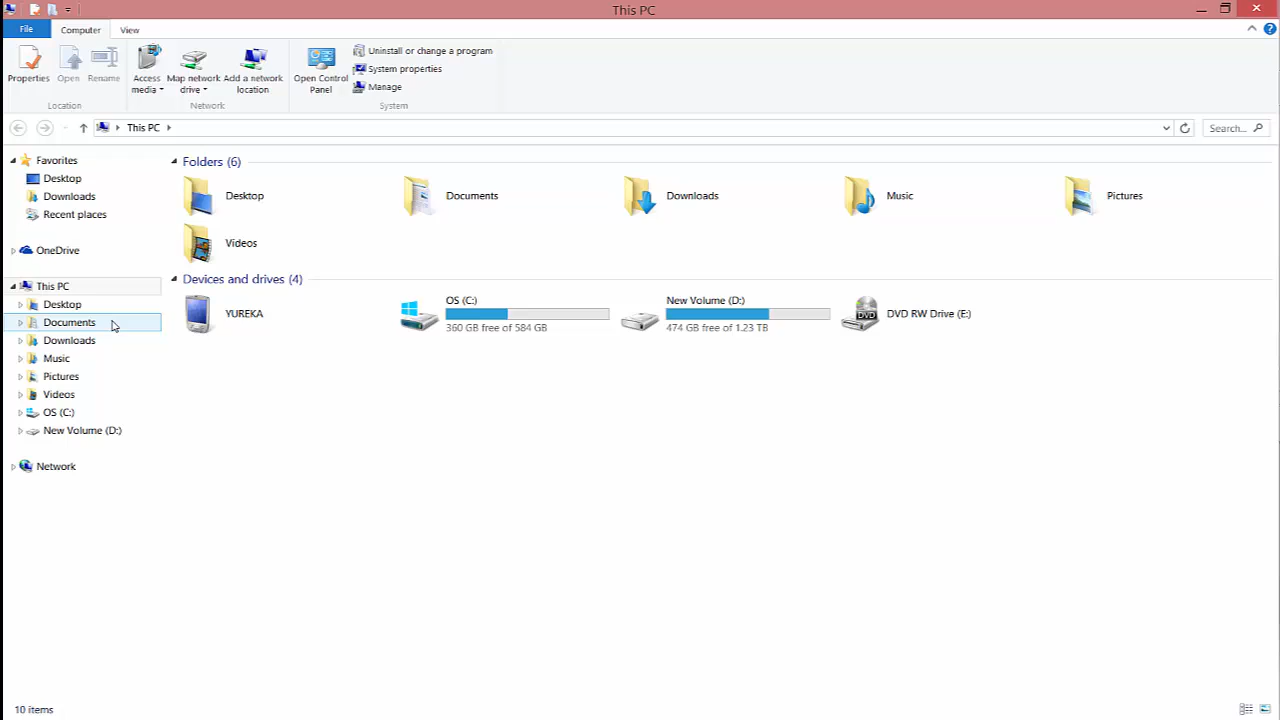 This PC
File Computer View
Properties Open Rename Access media Map network drive Add a network location Open Control Panel Uninstall or change a program
System properties
Manage
Location Network System
This PC Search...
Favorites
Desktop
Downloads
Recent places
OneDrive
This PC
Desktop
Documents
Downloads
Music
Pictures
Videos
OS (C:)
New Volume (D:)
Network
Folders (6)
Desktop Documents Downloads Music Pictures
Videos
Devices and drives (4)
YUREKA
OS (C:)
360 GB free of 584 GB
New Volume (D:)
474 GB free of 1.23 TB
DVD
DVD RW Drive (E:)
10 items